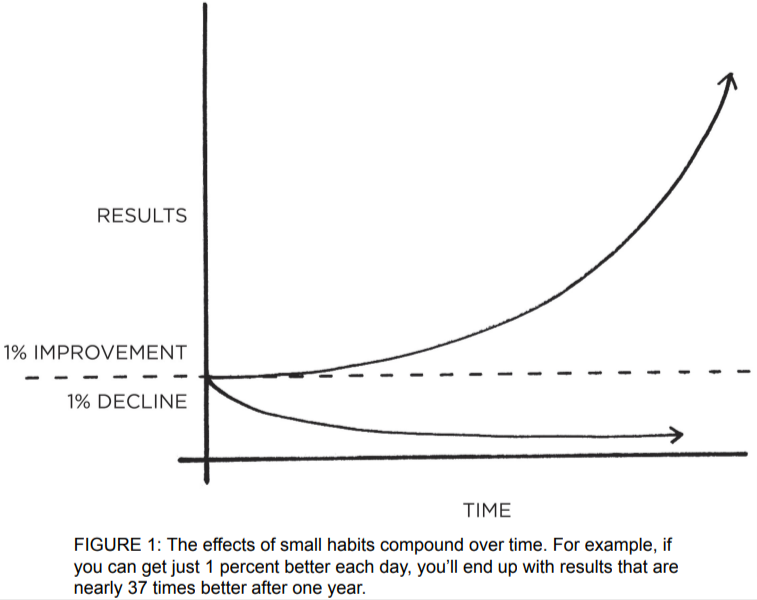 RESULTS
1% IMPROVEMENT
1% DECLINE
TIME
FIGURE 1: The effects of small habits compound over time. For example, if
you can get just 1 percent better each day, you’ll end up with results that are
nearly 37 times better after one year.